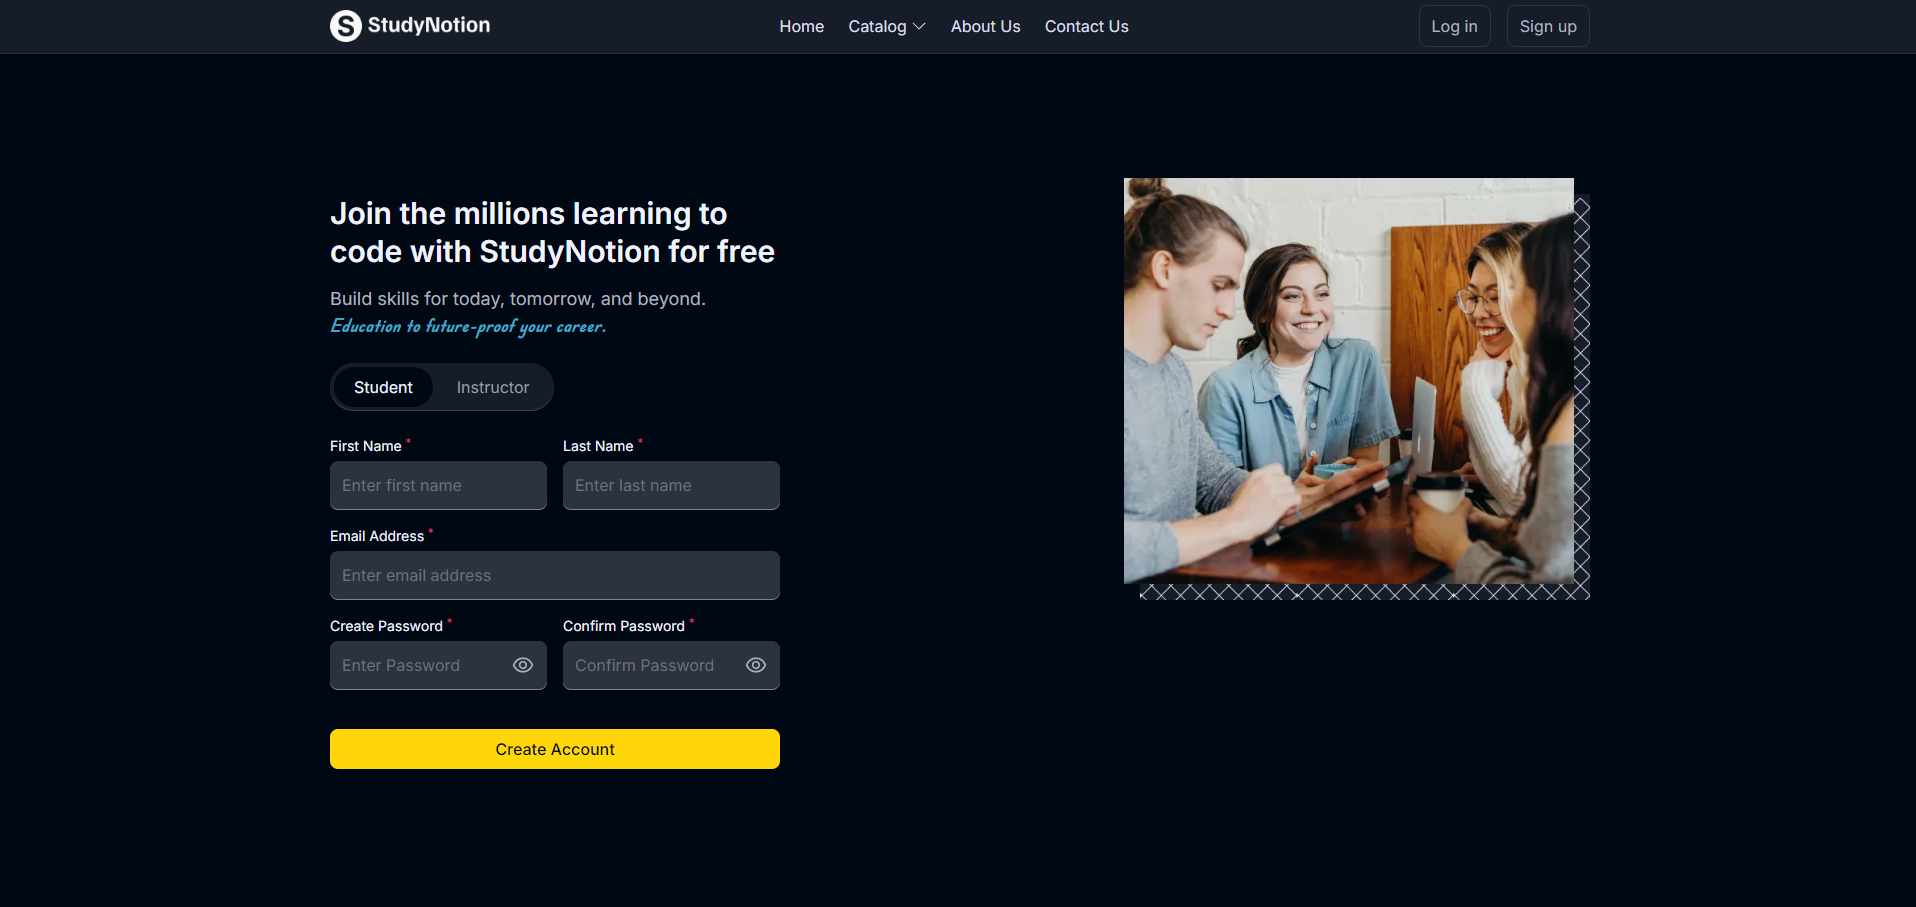 S StudyNotion
Home Catalog About Us Contact Us
Log in Sign up
Join the millions learning to
code with StudyNotion for free
Build skills for today, tomorrow, and beyond.
Education to future-proof your career.
Student Instructor
First Name * Last Name *
Enter first name Enter last name
Email Address *
Enter email address
Create Password * Confirm Password *
Enter Password Confirm Password
Create Account